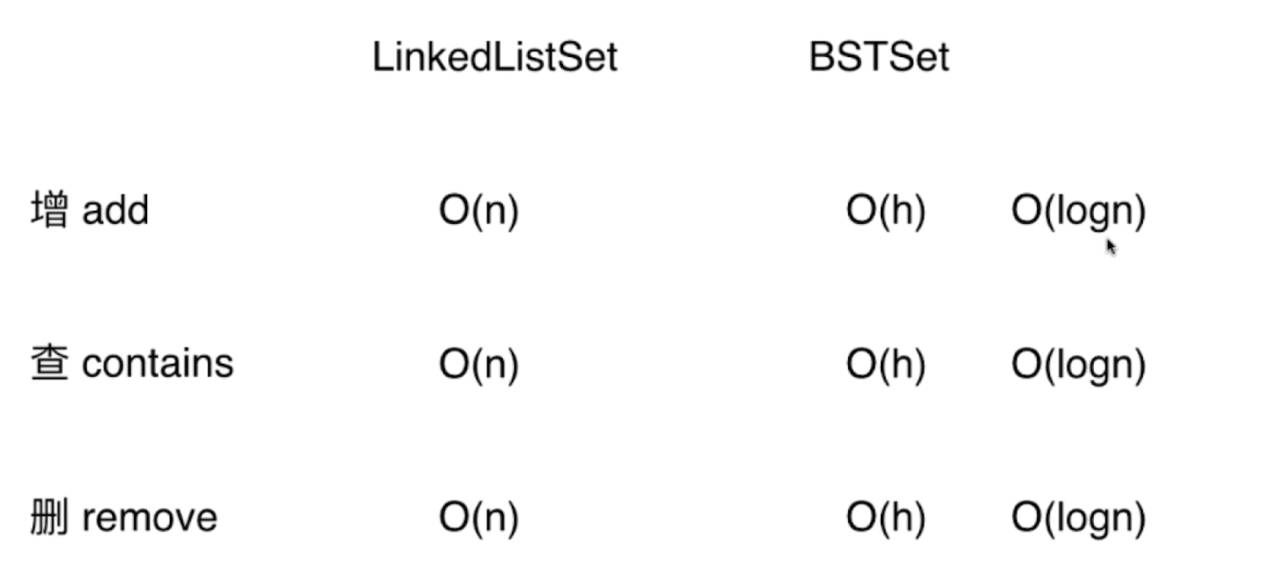 LinkedListSet BSTSet
增 add O(n) O(h) O(logn)
查 contains O(n) O(h) O(logn)
删 remove O(n) O(h) O(logn)